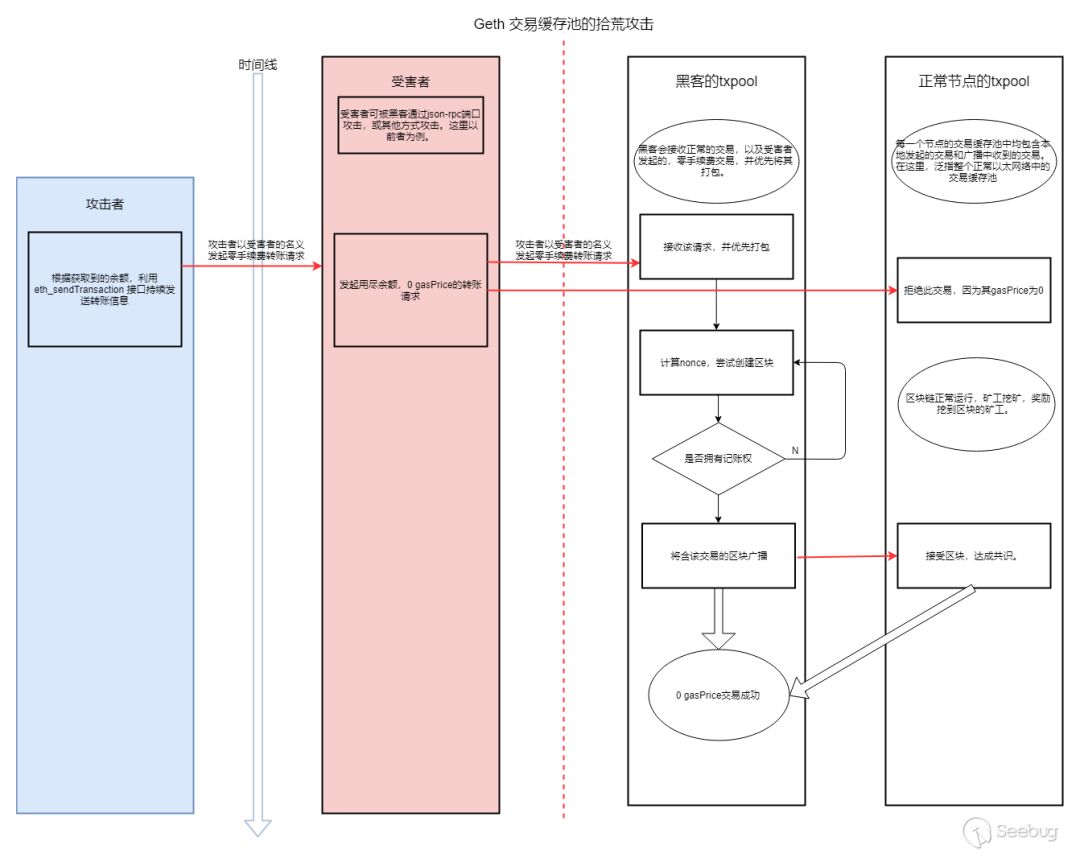 Geth 交易缓存池的拾荒攻击
时间线
攻击者
根据获取到的余额，利用
eth_sendTransaction 接口持续发
送转账信息
攻击者以受害者的名义
发起零手续费转账请求
受害者
受害者可被黑客通过json-rpc端口
攻击，或其他方式攻击。这里以
前者为例。
发起用尽余额，0 gasPrice的转账
请求
攻击者以受害者的名义
发起零手续费转账请求
黑客的txpool
黑客会接收正常的交易，以及受害者
发起的，零手续费交易，并优先将其
打包。
接收该请求，并优先打包
计算nonce，尝试创建区块
是否拥有记账权
N
将含该交易的区块广播
0 gasPrice交易成功
正常节点的txpool
每一个节点的交易缓存池中均包含本
地发起的交易和广播中收到的交易。
在这里，泛指整个正常以太网络中的
交易缓存池
拒绝此交易，因为其gasPrice为0
区块链正常运行，矿工挖矿，奖励
挖到区块的矿工。
接受区块，达成共识。
Seebug